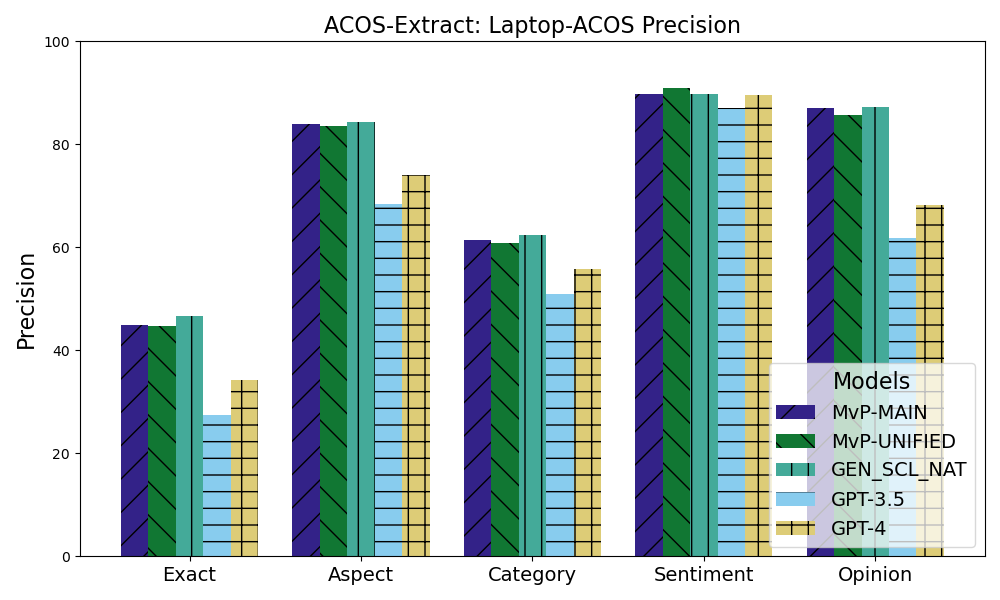 ACOS-Extract: Laptop-ACOS Precision
Precision
100
80
60
40
20
0
Exact
Aspect
Category
Sentiment
Opinion
Models
MvP-MAIN
MvP-UNIFIED
GEN_SCL_NAT
GPT-3.5
GPT-4